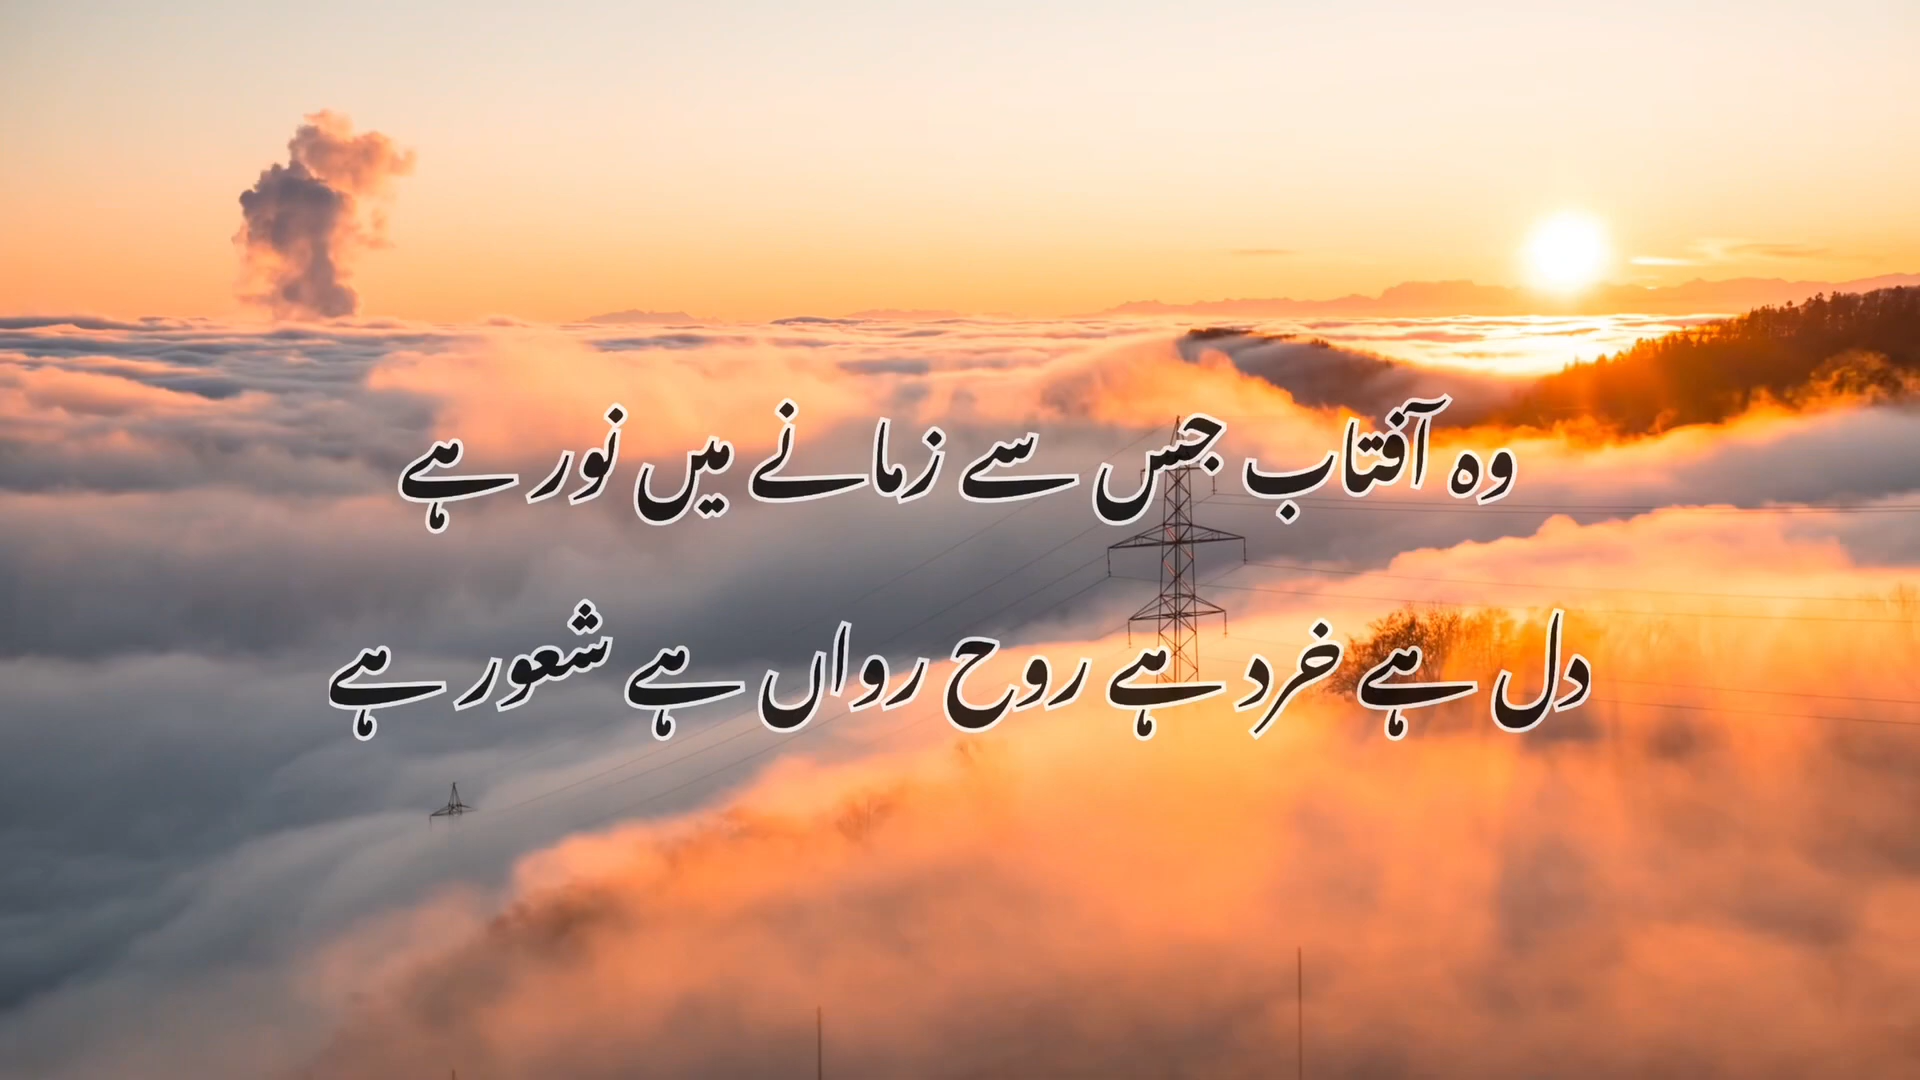 وہ آفتاب جس سے زمانے میں نور ہے
دل ہے خرد ہے روح رواں ہے شعور ہے